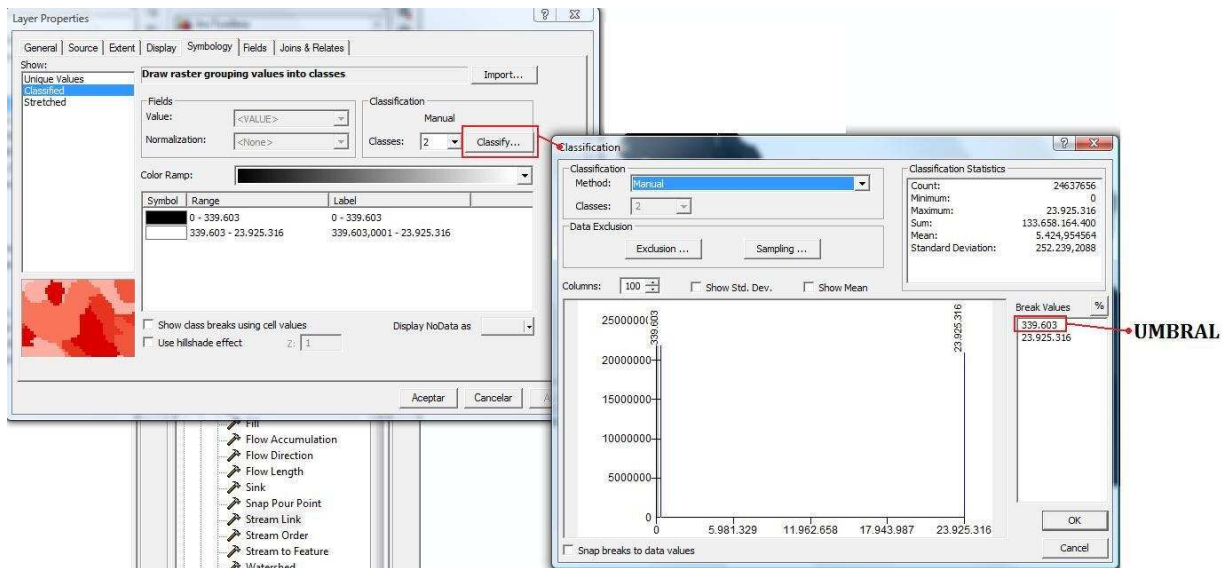 Layer Properties
General Source Extent Display Symbology Fields Joins & Relates
Show:
Unique Values
Classified
Stretched
Draw raster grouping values into classes
Import...
Fields
Value: <VALUE>
Normalization: <None>
Classification
Manual
Classes: 2 Classify...
Color Ramp:
Symbol Range Label
0 - 339.603 0 - 339.603
339.603 - 23.925.316 339.603,0001 - 23.925.316
Show class breaks using cell values
Display NoData as
Use hillshade effect Z: 1
Aceptar Cancelar
Fill
Flow Accumulation
Flow Direction
Flow Length
Sink
Snap Pour Point
Stream Link
Stream Order
Stream to Feature
Watershed
Classification
Classification
Method: Manual
Classes: 2
Data Exclusion
Exclusion ... Sampling ...
Classification Statistics
Count: 24637656
Minimum: 0
Maximum: 23.925.316
Sum: 133.658.164.400
Mean: 5.424,954564
Standard Deviation: 252.239,2088
Columns: 100 Show Std. Dev. Show Mean
Break Values %
339.603
23.925.316
UMBRAL
339.603
23.925.316
25000000
20000000
15000000
10000000
5000000
0
0 5.981.329 11.962.658 17.943.987 23.925.316
Snap breaks to data values
OK
Cancel